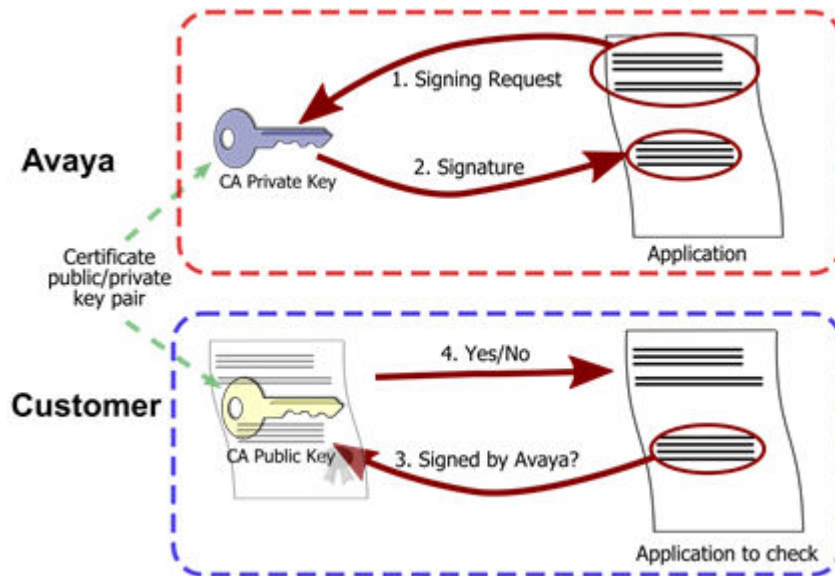 1. Signing Request
Avaya
CA Private Key
2. Signature
Application
Certificate
public/private
key pair
4. Yes/No
Customer
CA Public Key
3. Signed by Avaya?
Application to check